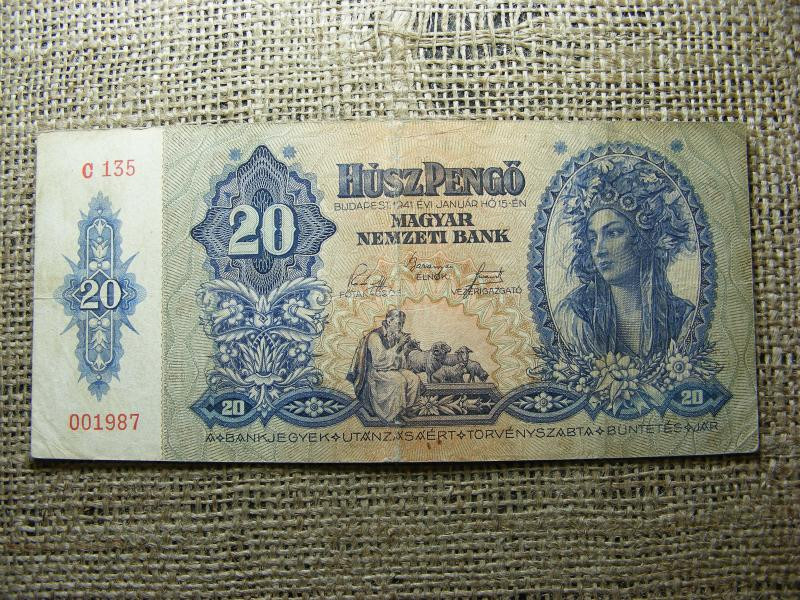 C 135
20
001987
20
HÚSZ PENGŐ
BUDAPEST, 1941 ÉVI JANUÁR HÓ 15-ÉN
MAGYAR
NEMZETI BANK
ELNÖK
FŐTANÁCSOS
VEZÉRIGAZGATÓ
20
20
A BANKJEGYEK UTÁNZÁSÁÉRT TÖRVÉNYSZABTA BÜNTETÉS JÁR